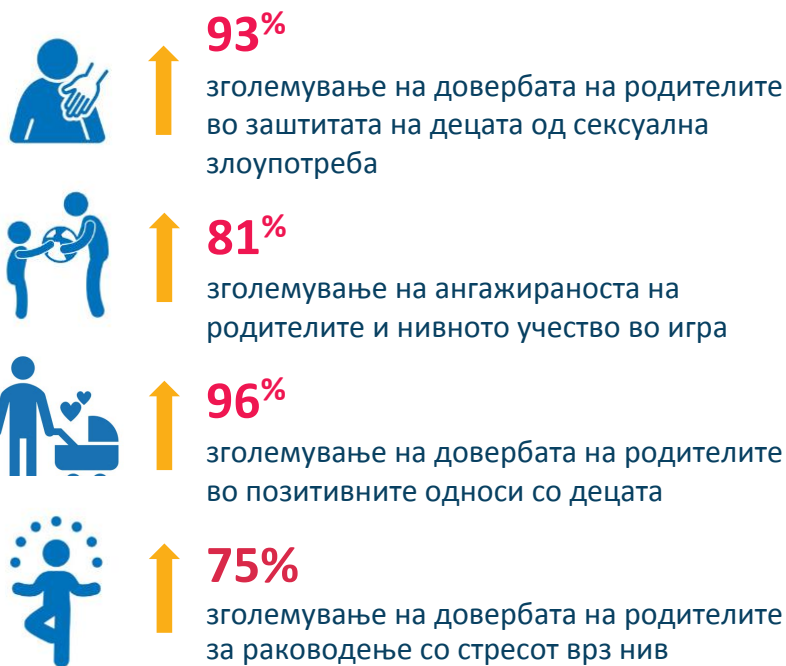 93%
зголемување на довербата на родителите
во заштитата на децата од сексуална
злоупотреба
81%
зголемување на ангажираноста на
родителите и нивното учество во игра
96%
зголемување на довербата на родителите
во позитивните односи со децата
75%
зголемување на довербата на родителите
за раководење со стресот врз нив